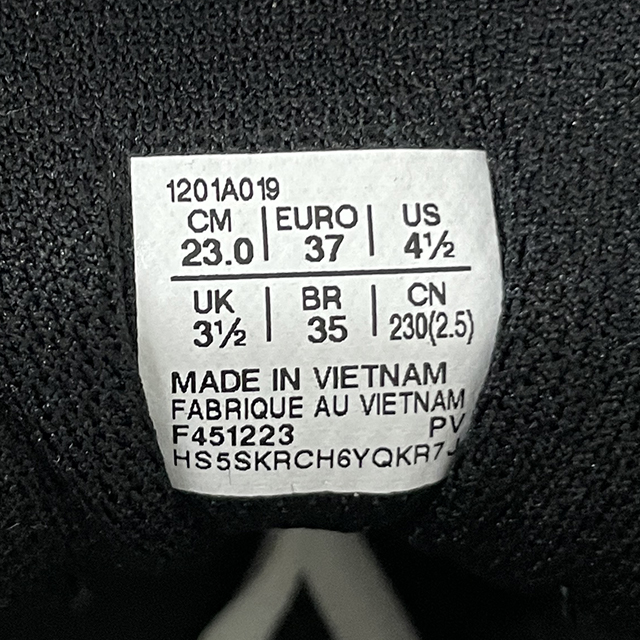 1201A019
CM | EURO | US
23.0 | 37 | 4½
UK | BR | CN
3½ | 35 | 230(2.5)
MADE IN VIETNAM
FABRIQUE AU VIETNAM
F451223 PV
HS5SKRCH6YQKR7J